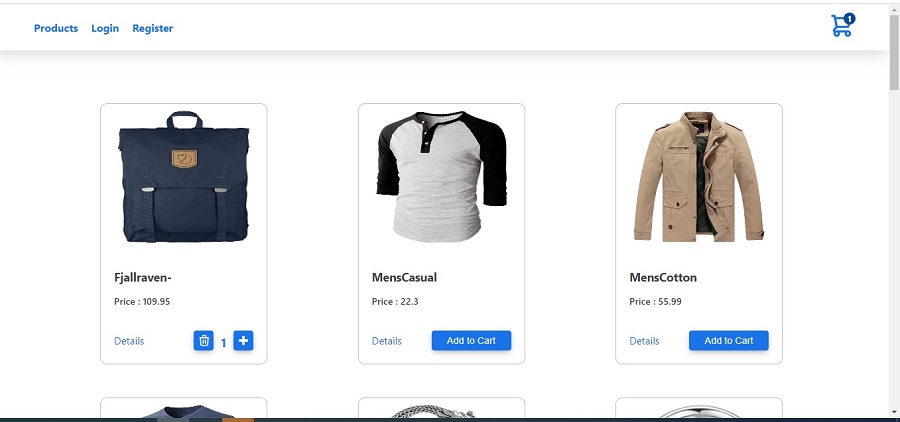 Products Login Register 1
Fjallraven-
Price : 109.95
Details 1
MensCasual
Price : 22.3
Details Add to Cart
MensCotton
Price : 55.99
Details Add to Cart